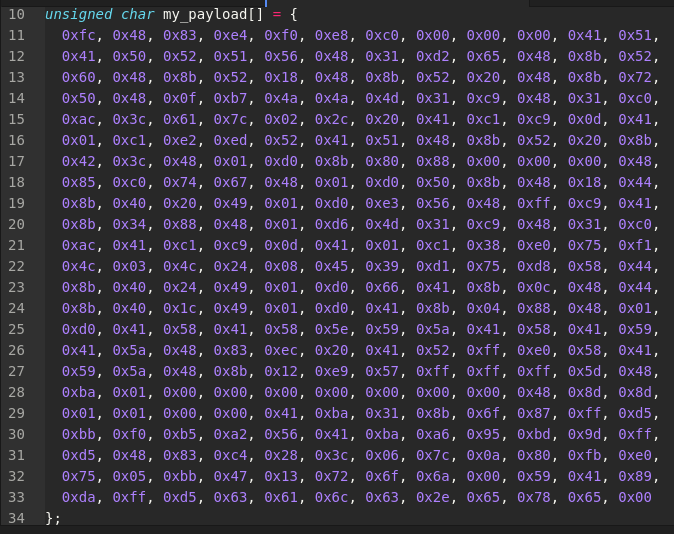 10 unsigned char my_payload[] = {
11 0xfc, 0x48, 0x83, 0xe4, 0xf0, 0xe8, 0xc0, 0x00, 0x00, 0x00, 0x41, 0x51,
12 0x41, 0x50, 0x52, 0x51, 0x56, 0x48, 0x31, 0xd2, 0x65, 0x48, 0x8b, 0x52,
13 0x60, 0x48, 0x8b, 0x52, 0x18, 0x48, 0x8b, 0x52, 0x20, 0x48, 0x8b, 0x72,
14 0x50, 0x48, 0x0f, 0xb7, 0x4a, 0x4a, 0x4d, 0x31, 0xc9, 0x48, 0x31, 0xc0,
15 0xac, 0x3c, 0x61, 0x7c, 0x02, 0x2c, 0x20, 0x41, 0xc1, 0xc9, 0x0d, 0x41,
16 0x01, 0xc1, 0xe2, 0xed, 0x52, 0x41, 0x51, 0x48, 0x8b, 0x52, 0x20, 0x8b,
17 0x42, 0x3c, 0x48, 0x01, 0xd0, 0x8b, 0x80, 0x88, 0x00, 0x00, 0x00, 0x48,
18 0x85, 0xc0, 0x74, 0x67, 0x48, 0x01, 0xd0, 0x50, 0x8b, 0x48, 0x18, 0x44,
19 0x8b, 0x40, 0x20, 0x49, 0x01, 0xd0, 0xe3, 0x56, 0x48, 0xff, 0xc9, 0x41,
20 0x8b, 0x34, 0x88, 0x48, 0x01, 0xd6, 0x4d, 0x31, 0xc9, 0x48, 0x31, 0xc0,
21 0xac, 0x41, 0xc1, 0xc9, 0x0d, 0x41, 0x01, 0xc1, 0x38, 0xe0, 0x75, 0xf1,
22 0x4c, 0x03, 0x4c, 0x24, 0x08, 0x45, 0x39, 0xd1, 0x75, 0xd8, 0x58, 0x44,
23 0x8b, 0x40, 0x24, 0x49, 0x01, 0xd0, 0x66, 0x41, 0x8b, 0x0c, 0x48, 0x44,
24 0x8b, 0x40, 0x1c, 0x49, 0x01, 0xd0, 0x41, 0x8b, 0x04, 0x88, 0x48, 0x01,
25 0xd0, 0x41, 0x58, 0x41, 0x58, 0x5e, 0x59, 0x5a, 0x41, 0x58, 0x41, 0x59,
26 0x41, 0x5a, 0x48, 0x83, 0xec, 0x20, 0x41, 0x52, 0xff, 0xe0, 0x58, 0x41,
27 0x59, 0x5a, 0x48, 0x8b, 0x12, 0xe9, 0x57, 0xff, 0xff, 0xff, 0x5d, 0x48,
28 0xba, 0x01, 0x00, 0x00, 0x00, 0x00, 0x00, 0x00, 0x00, 0x48, 0x8d, 0x8d,
29 0x01, 0x01, 0x00, 0x00, 0x41, 0xba, 0x31, 0x8b, 0x6f, 0x87, 0xff, 0xd5,
30 0xbb, 0xf0, 0xb5, 0xa2, 0x56, 0x41, 0xba, 0xa6, 0x95, 0xbd, 0x9d, 0xff,
31 0xd5, 0x48, 0x83, 0xc4, 0x28, 0x3c, 0x06, 0x7c, 0x0a, 0x80, 0xfb, 0xe0,
32 0x75, 0x05, 0xbb, 0x47, 0x13, 0x72, 0x6f, 0x6a, 0x00, 0x59, 0x41, 0x89,
33 0xda, 0xff, 0xd5, 0x63, 0x61, 0x6c, 0x63, 0x2e, 0x65, 0x78, 0x65, 0x00
34 };